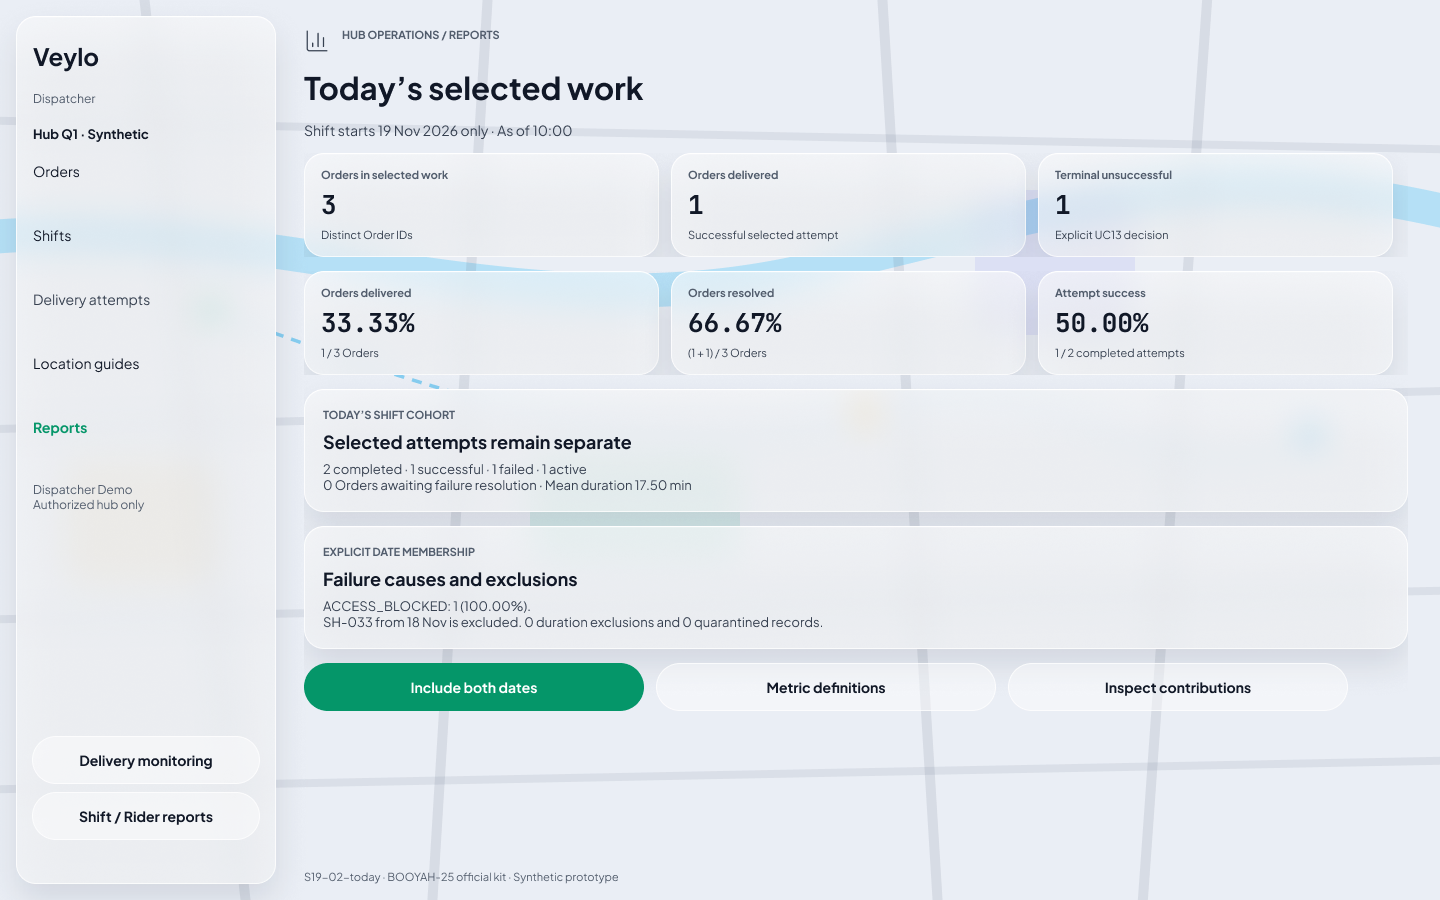 Veylo
Dispatcher
Hub Q1 · Synthetic
Orders
Shifts
Delivery attempts
Location guides
Reports
Dispatcher Demo
Authorized hub only
Delivery monitoring
Shift / Rider reports
HUB OPERATIONS / REPORTS
Today’s selected work
Shift starts 19 Nov 2026 only · As of 10:00
Orders in selected work
3
Distinct Order IDs
Orders delivered
1
Successful selected attempt
Terminal unsuccessful
1
Explicit UC13 decision
Orders delivered
33.33%
1 / 3 Orders
Orders resolved
66.67%
(1 + 1) / 3 Orders
Attempt success
50.00%
1 / 2 completed attempts
TODAY’S SHIFT COHORT
Selected attempts remain separate
2 completed · 1 successful · 1 failed · 1 active
0 Orders awaiting failure resolution · Mean duration 17.50 min
EXPLICIT DATE MEMBERSHIP
Failure causes and exclusions
ACCESS_BLOCKED: 1 (100.00%).
SH-033 from 18 Nov is excluded. 0 duration exclusions and 0 quarantined records.
Include both dates
Metric definitions
Inspect contributions
S19-02-today · BOOYAH-25 official kit · Synthetic prototype